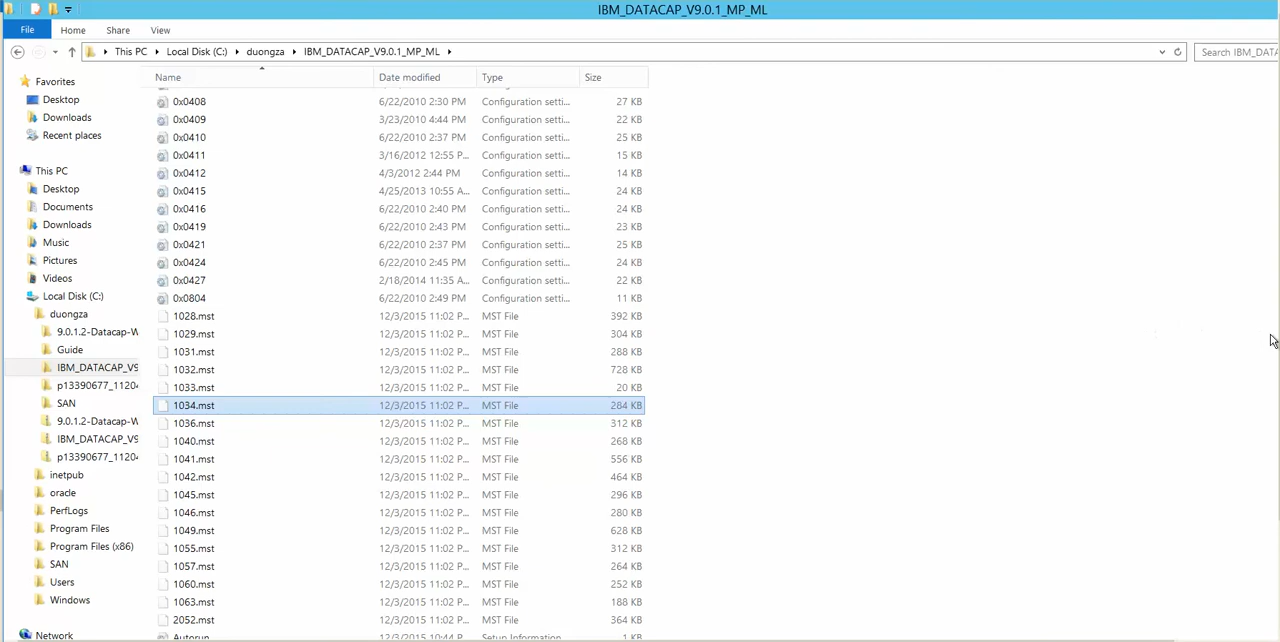 IBM_DATACAP_V9.0.1_MP_ML
File Home Share View
This PC Local Disk (C:) duongza IBM_DATACAP_V9.0.1_MP_ML
Search IBM_DATA
Favorites
Desktop
Downloads
Recent places
This PC
Desktop
Documents
Downloads
Music
Pictures
Videos
Local Disk (C:)
duongza
9.0.1.2-Datacap-W
Guide
IBM_DATACAP_V9
p13390677_11204
SAN
9.0.1.2-Datacap-W
IBM_DATACAP_V9
p13390677_11204
inetpub
oracle
PerfLogs
Program Files
Program Files (x86)
SAN
Users
Windows
Network
Name Date modified Type Size
0x0408 6/22/2010 2:30 PM Configuration setti... 27 KB
0x0409 3/23/2010 4:44 PM Configuration setti... 22 KB
0x0410 6/22/2010 2:37 PM Configuration setti... 25 KB
0x0411 3/16/2012 12:55 P... Configuration setti... 15 KB
0x0412 4/3/2012 2:44 PM Configuration setti... 14 KB
0x0415 4/25/2013 10:55 A... Configuration setti... 24 KB
0x0416 6/22/2010 2:40 PM Configuration setti... 24 KB
0x0419 6/22/2010 2:43 PM Configuration setti... 23 KB
0x0421 6/22/2010 2:37 PM Configuration setti... 25 KB
0x0424 6/22/2010 2:45 PM Configuration setti... 24 KB
0x0427 2/18/2014 11:35 A... Configuration setti... 22 KB
0x0804 6/22/2010 2:49 PM Configuration setti... 11 KB
1028.mst 12/3/2015 11:02 P... MST File 392 KB
1029.mst 12/3/2015 11:02 P... MST File 304 KB
1031.mst 12/3/2015 11:02 P... MST File 288 KB
1032.mst 12/3/2015 11:02 P... MST File 728 KB
1033.mst 12/3/2015 11:02 P... MST File 20 KB
1034.mst 12/3/2015 11:02 P... MST File 284 KB
1036.mst 12/3/2015 11:02 P... MST File 312 KB
1040.mst 12/3/2015 11:02 P... MST File 268 KB
1041.mst 12/3/2015 11:02 P... MST File 556 KB
1042.mst 12/3/2015 11:02 P... MST File 464 KB
1045.mst 12/3/2015 11:02 P... MST File 296 KB
1046.mst 12/3/2015 11:02 P... MST File 280 KB
1049.mst 12/3/2015 11:02 P... MST File 628 KB
1055.mst 12/3/2015 11:02 P... MST File 312 KB
1057.mst 12/3/2015 11:02 P... MST File 264 KB
1060.mst 12/3/2015 11:02 P... MST File 252 KB
1063.mst 12/3/2015 11:02 P... MST File 188 KB
2052.mst 12/3/2015 11:02 P... MST File 364 KB
Autorun 12/3/2015 10:44 P... Setup Information 1 KB